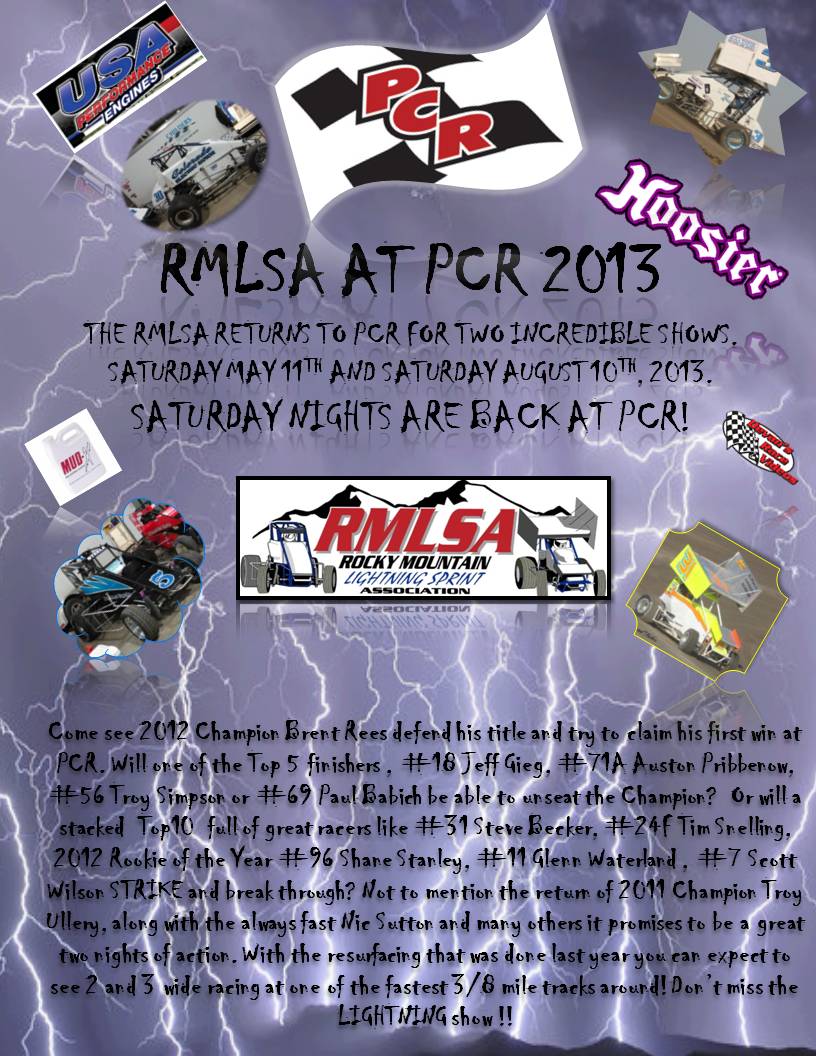 USA
PERFORMANCE
ENGINES
PCR
Colorado
Hoosier
RMLSA AT PCR 2013
THE RMLSA RETURNS TO PCR FOR TWO INCREDIBLE SHOWS.
SATURDAY MAY 11TH AND SATURDAY AUGUST 10TH, 2013.
SATURDAY NIGHTS ARE BACK AT PCR!
MUD-
Race
Videos
5
RMLSA
ROCKY MOUNTAIN
LIGHTNING SPRINT
ASSOCIATION
Come see 2012 Champion Brent Rees defend his title and try to claim his first win at
PCR. Will one of the Top 5 finishers , #18 Jeff Gieg, #71A Auston Pribbenow,
#56 Troy Simpson or #69 Paul Babich be able to unseat the Champion? Or will a
stacked Top10 full of great racers like #31 Steve Becker, #24F Tim Snelling,
2012 Rookie of the Year #96 Shane Stanley, #11 Glenn Waterland , #7 Scott
Wilson STRIKE and break through? Not to mention the return of 2011 Champion Troy
Ullery, along with the always fast Nic Sutton and many others it promises to be a great
two nights of action. With the resurfacing that was done last year you can expect to
see 2 and 3 wide racing at one of the fastest 3/8 mile tracks around! Don't miss the
LIGHTNING show !!